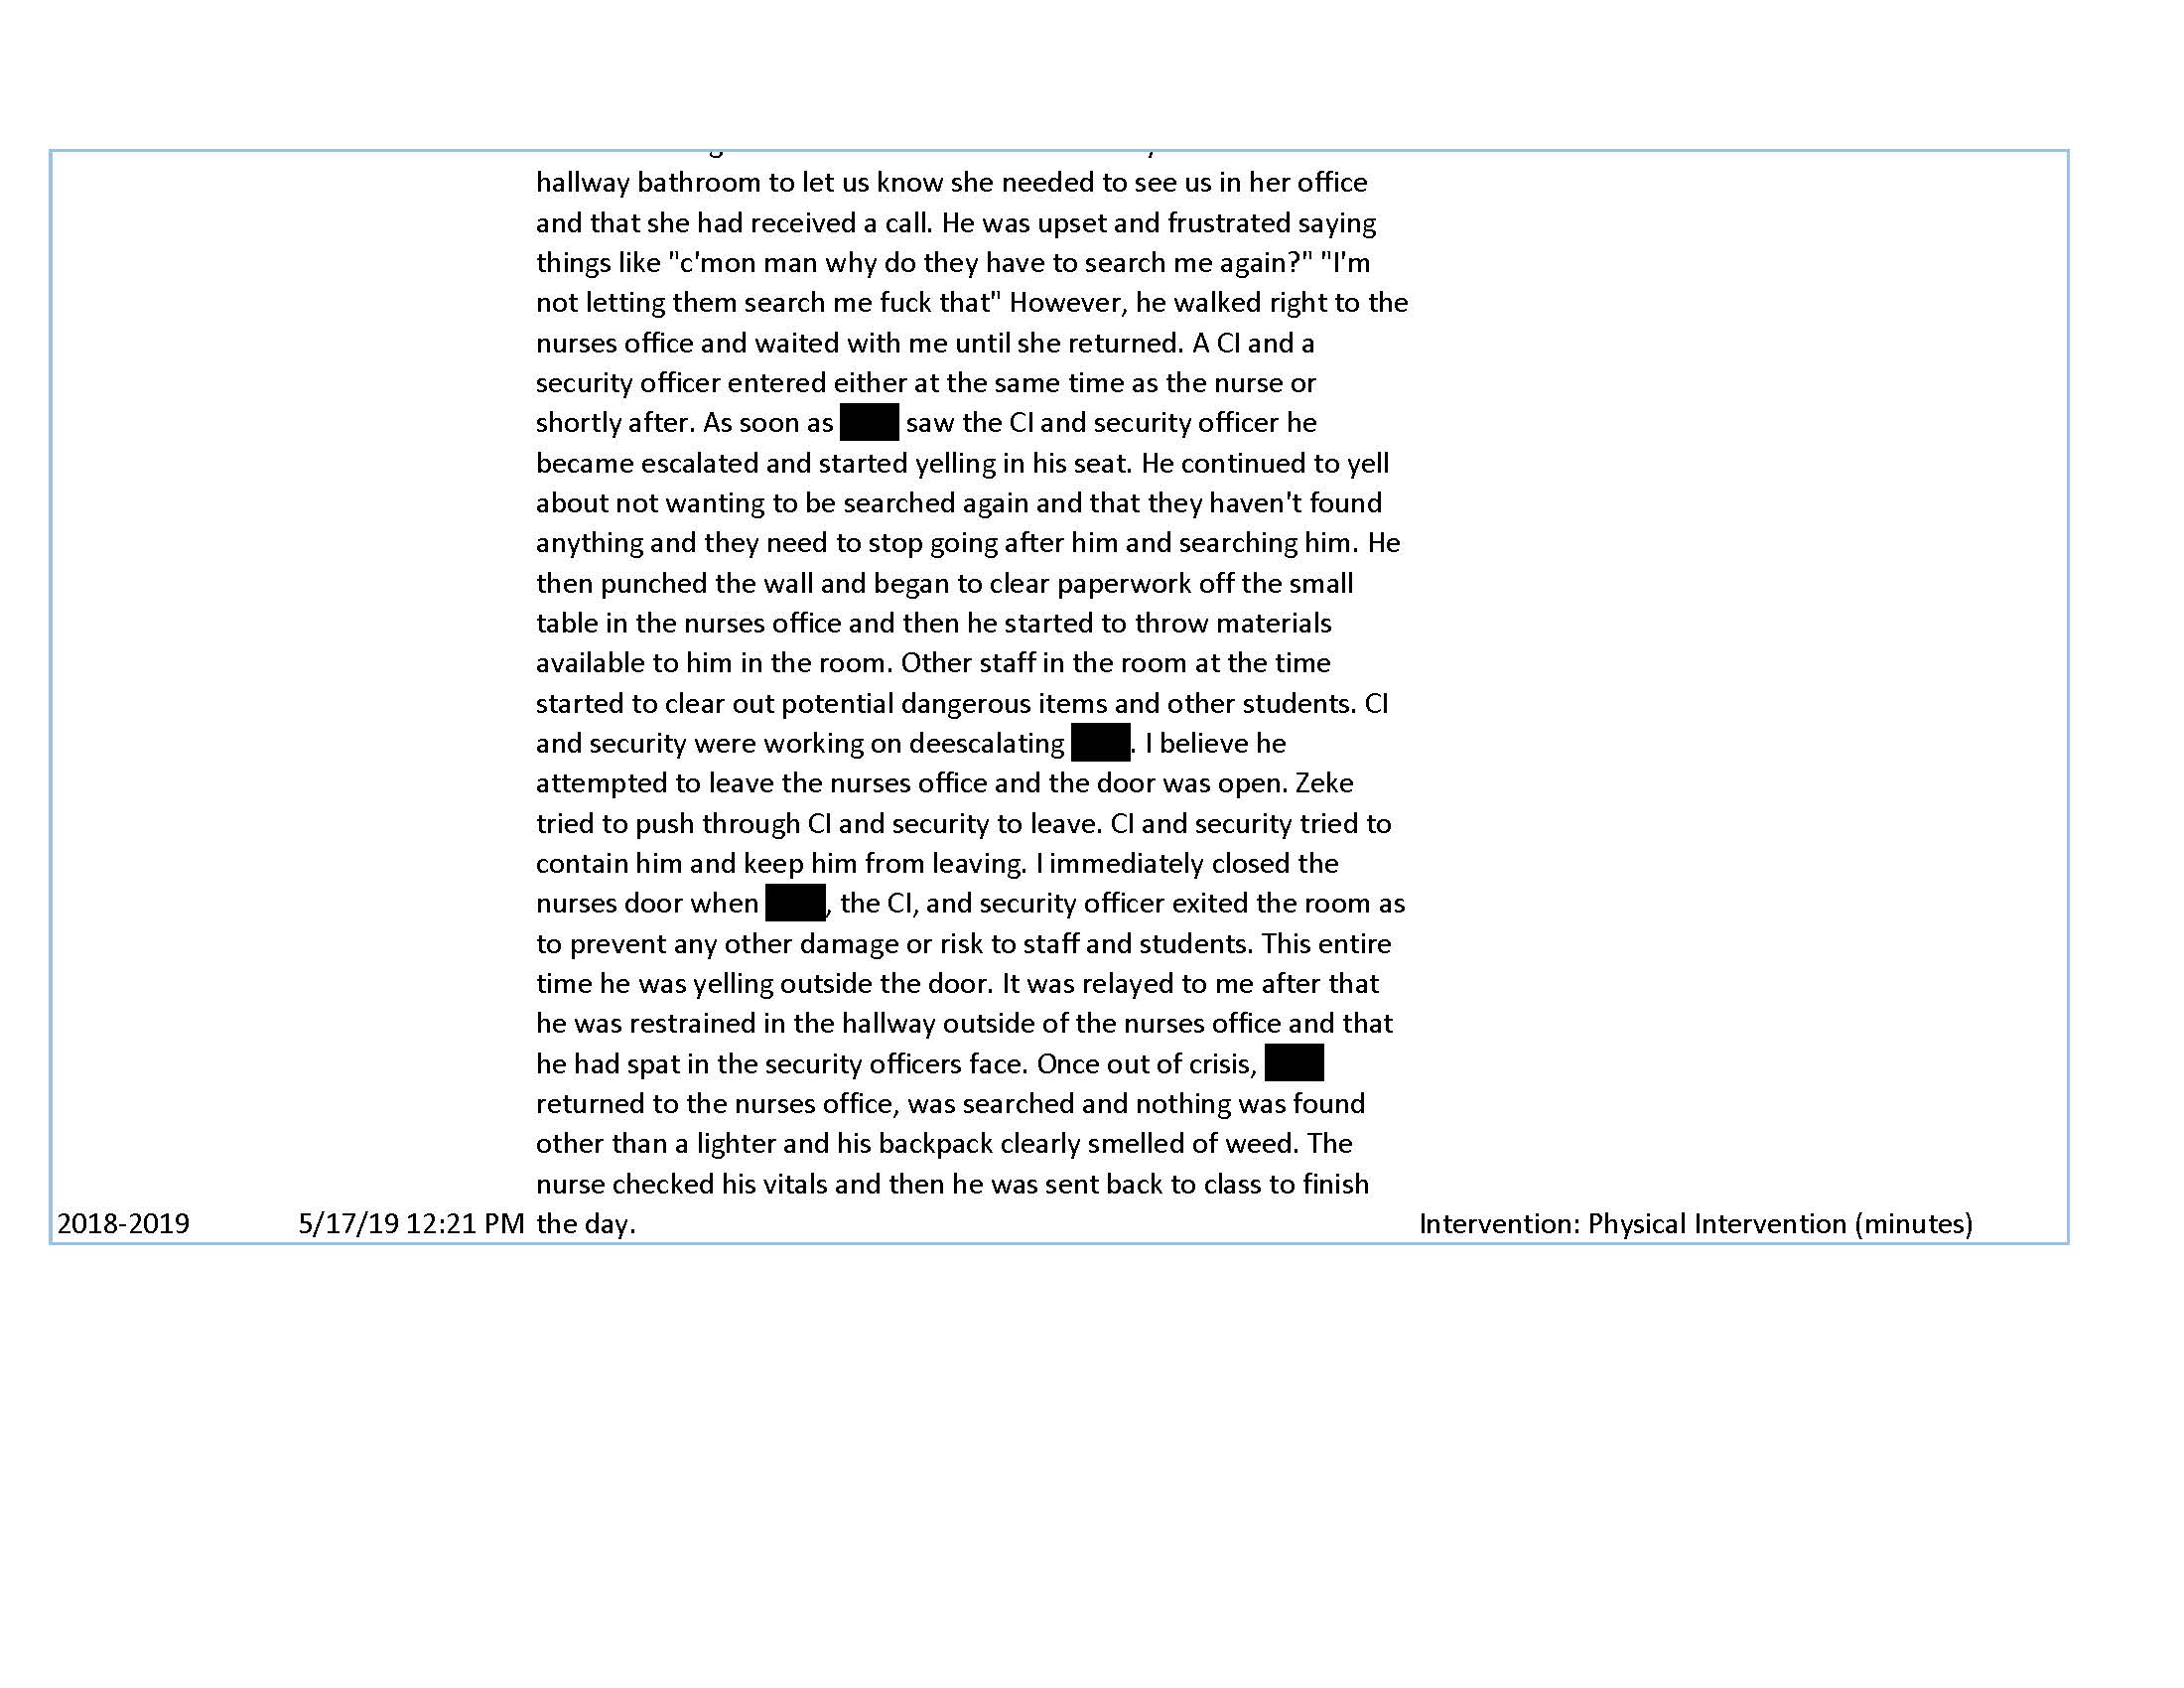 hallway bathroom to let us know she needed to see us in her office
and that she had received a call. He was upset and frustrated saying
things like "c'mon man why do they have to search me again?" "I'm
not letting them search me fuck that" However, he walked right to the
nurses office and waited with me until she returned. A CI and a
security officer entered either at the same time as the nurse or
shortly after. As soon as saw the CI and security officer he
became escalated and started yelling in his seat. He continued to yell
about not wanting to be searched again and that they haven't found
anything and they need to stop going after him and searching him. He
then punched the wall and began to clear paperwork off the small
table in the nurses office and then he started to throw materials
available to him in the room. Other staff in the room at the time
started to clear out potential dangerous items and other students. CI
and security were working on deescalating . I believe he
attempted to leave the nurses office and the door was open. Zeke
tried to push through CI and security to leave. CI and security tried to
contain him and keep him from leaving. I immediately closed the
nurses door when , the CI, and security officer exited the room as
to prevent any other damage or risk to staff and students. This entire
time he was yelling outside the door. It was relayed to me after that
he was restrained in the hallway outside of the nurses office and that
he had spat in the security officers face. Once out of crisis,
returned to the nurses office, was searched and nothing was found
other than a lighter and his backpack clearly smelled of weed. The
nurse checked his vitals and then he was sent back to class to finish
2018-2019 5/17/19 12:21 PM the day. Intervention: Physical Intervention (minutes)